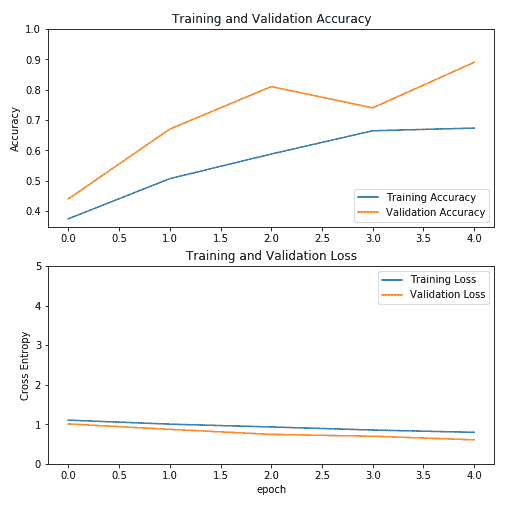 Training and Validation Accuracy
1.0
0.9
0.8
0.7
0.6
0.5
0.4
Accuracy
Training Accuracy
Validation Accuracy
0.0 0.5 1.0 1.5 2.0 2.5 3.0 3.5 4.0
Training and Validation Loss
5
4
3
2
1
0
Cross Entropy
Training Loss
Validation Loss
0.0 0.5 1.0 1.5 2.0 2.5 3.0 3.5 4.0
epoch